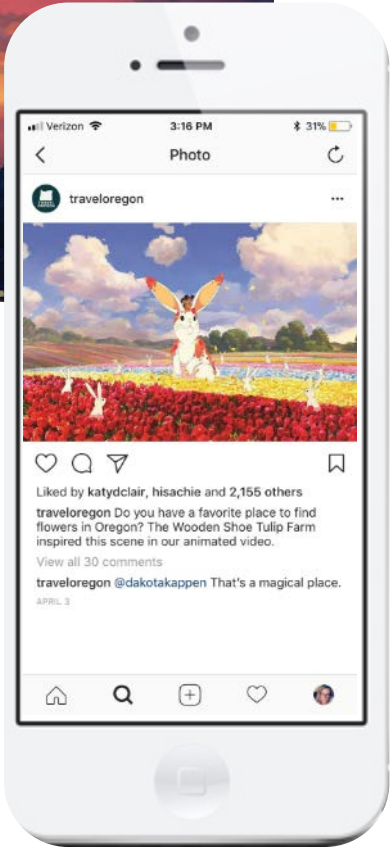 Verizon 3:16 PM 31%
Photo
traveloregon
Liked by katydclair, hisachie and 2,155 others
traveloregon Do you have a favorite place to find
flowers in Oregon? The Wooden Shoe Tulip Farm
inspired this scene in our animated video.
View all 30 comments
traveloregon @dakotakappen That's a magical place.
APRIL 3